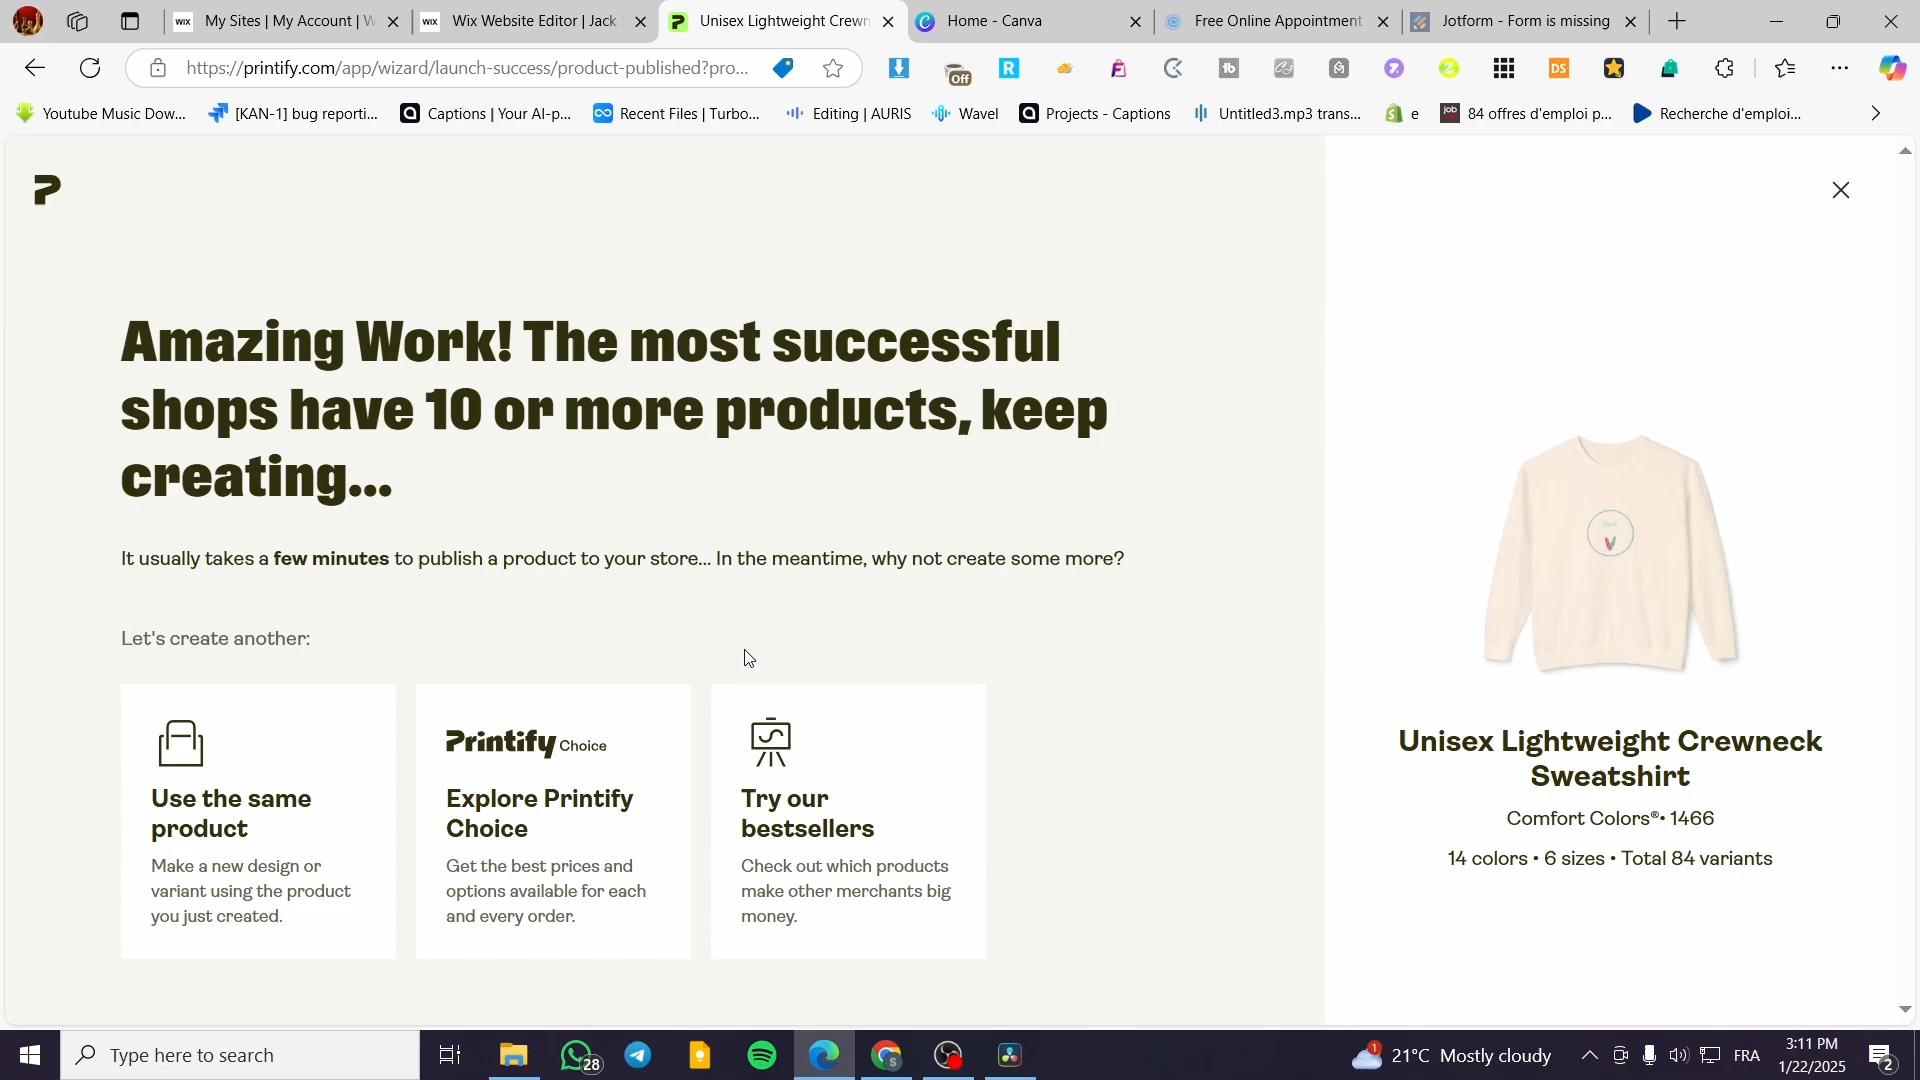 My Sites | My Account | W
Wix Website Editor | Jack
Unisex Lightweight Crewn
Home - Canva
Free Online Appointment
Jotform - Form is missing
https://printify.com/app/wizard/launch-success/product-published?pro...
Off
Youtube Music Dow...
[KAN-1] bug reporti...
Captions | Your AI-p...
Recent Files | Turbo...
Editing | AURIS
Wavel
Projects - Captions
Untitled3.mp3 trans...
e
84 offres d'emploi p...
Recherche d'emploi...
Amazing Work! The most successful
shops have 10 or more products, keep
creating...
It usually takes a few minutes to publish a product to your store... In the meantime, why not create some more?
Let's create another:
Use the same
product
Make a new design or
variant using the product
you just created.
Printify Choice
Explore Printify
Choice
Get the best prices and
options available for each
and every order.
Try our
bestsellers
Check out which products
make other merchants big
money.
Jack
Unisex Lightweight Crewneck
Sweatshirt
Comfort Colors®• 1466
14 colors • 6 sizes • Total 84 variants
Type here to search
28
1
21°C Mostly cloudy
FRA
3:11 PM
1/22/2025
2